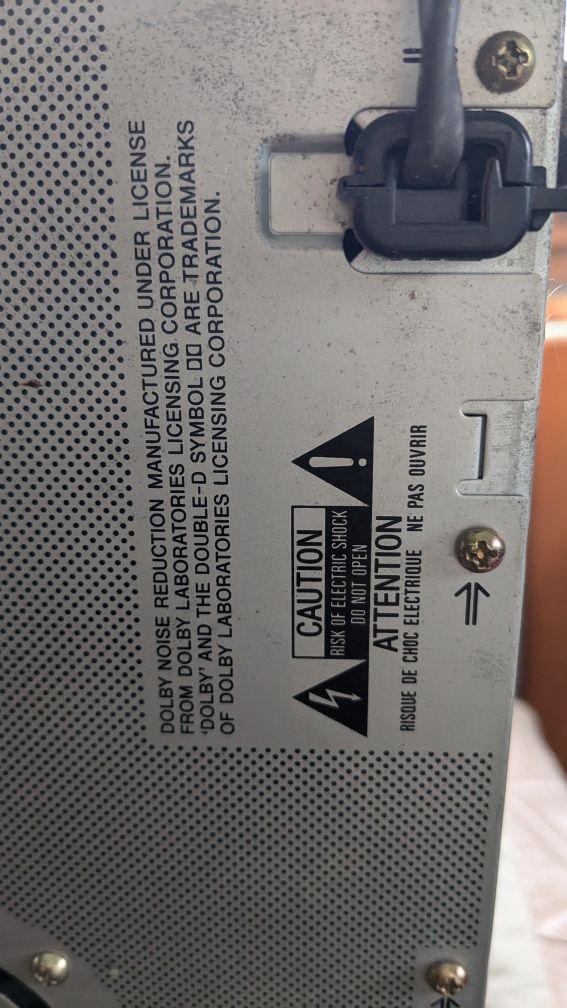 DOLBY NOISE REDUCTION MANUFACTURED UNDER LICENSE
FROM DOLBY LABORATORIES LICENSING CORPORATION.
'DOLBY' AND THE DOUBLE-D SYMBOL ▯▯ ARE TRADEMARKS
OF DOLBY LABORATORIES LICENSING CORPORATION.
CAUTION
RISK OF ELECTRIC SHOCK
DO NOT OPEN
ATTENTION
RISQUE DE CHOC ELECTRIQUE NE PAS OUVRIR